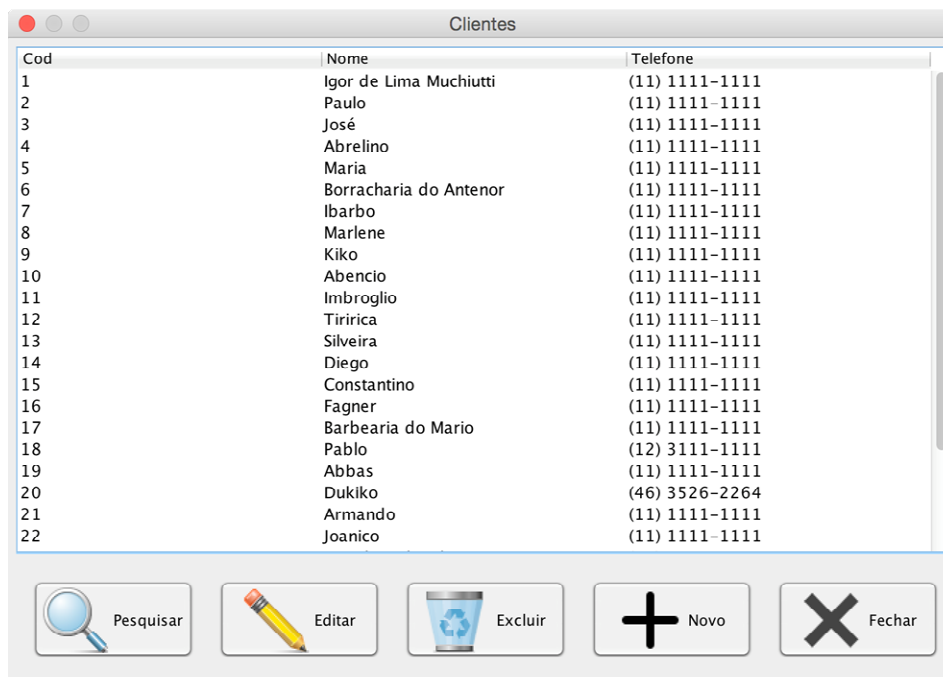 Clientes
Cod Nome Telefone
1 Igor de Lima Muchiutti (11) 1111-1111
2 Paulo (11) 1111-1111
3 José (11) 1111-1111
4 Abrelino (11) 1111-1111
5 Maria (11) 1111-1111
6 Borracharia do Antenor (11) 1111-1111
7 Ibarbo (11) 1111-1111
8 Marlene (11) 1111-1111
9 Kiko (11) 1111-1111
10 Abencio (11) 1111-1111
11 Imbroglio (11) 1111-1111
12 Tiririca (11) 1111-1111
13 Silveira (11) 1111-1111
14 Diego (11) 1111-1111
15 Constantino (11) 1111-1111
16 Fagner (11) 1111-1111
17 Barbearia do Mario (11) 1111-1111
18 Pablo (12) 3111-1111
19 Abbas (11) 1111-1111
20 Dukiko (46) 3526-2264
21 Armando (11) 1111-1111
22 Joanico (11) 1111-1111
Pesquisar Editar Excluir Novo Fechar